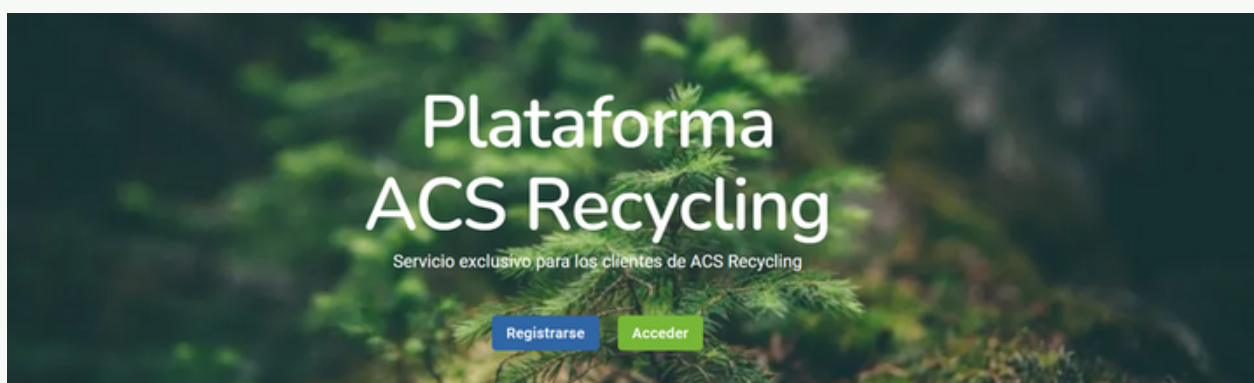 Plataforma
ACS Recycling
Servicio exclusivo para los clientes de ACS Recycling
Registrarse Acceder